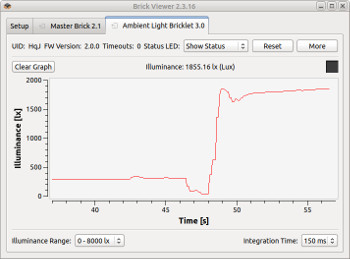 Brick Viewer 2.3.16
Setup Master Brick 2.1 Ambient Light Bricklet 3.0
UID: HqJ FW Version: 2.0.0 Timeouts: 0 Status LED: Show Status Reset More
Clear Graph Illuminance: 1855.16 lx (Lux)
2000
1500
1000
500
0
Illuminance [lx]
40 45 50 55
Time [s]
Illuminance Range: 0 - 8000 lx Integration Time: 150 ms